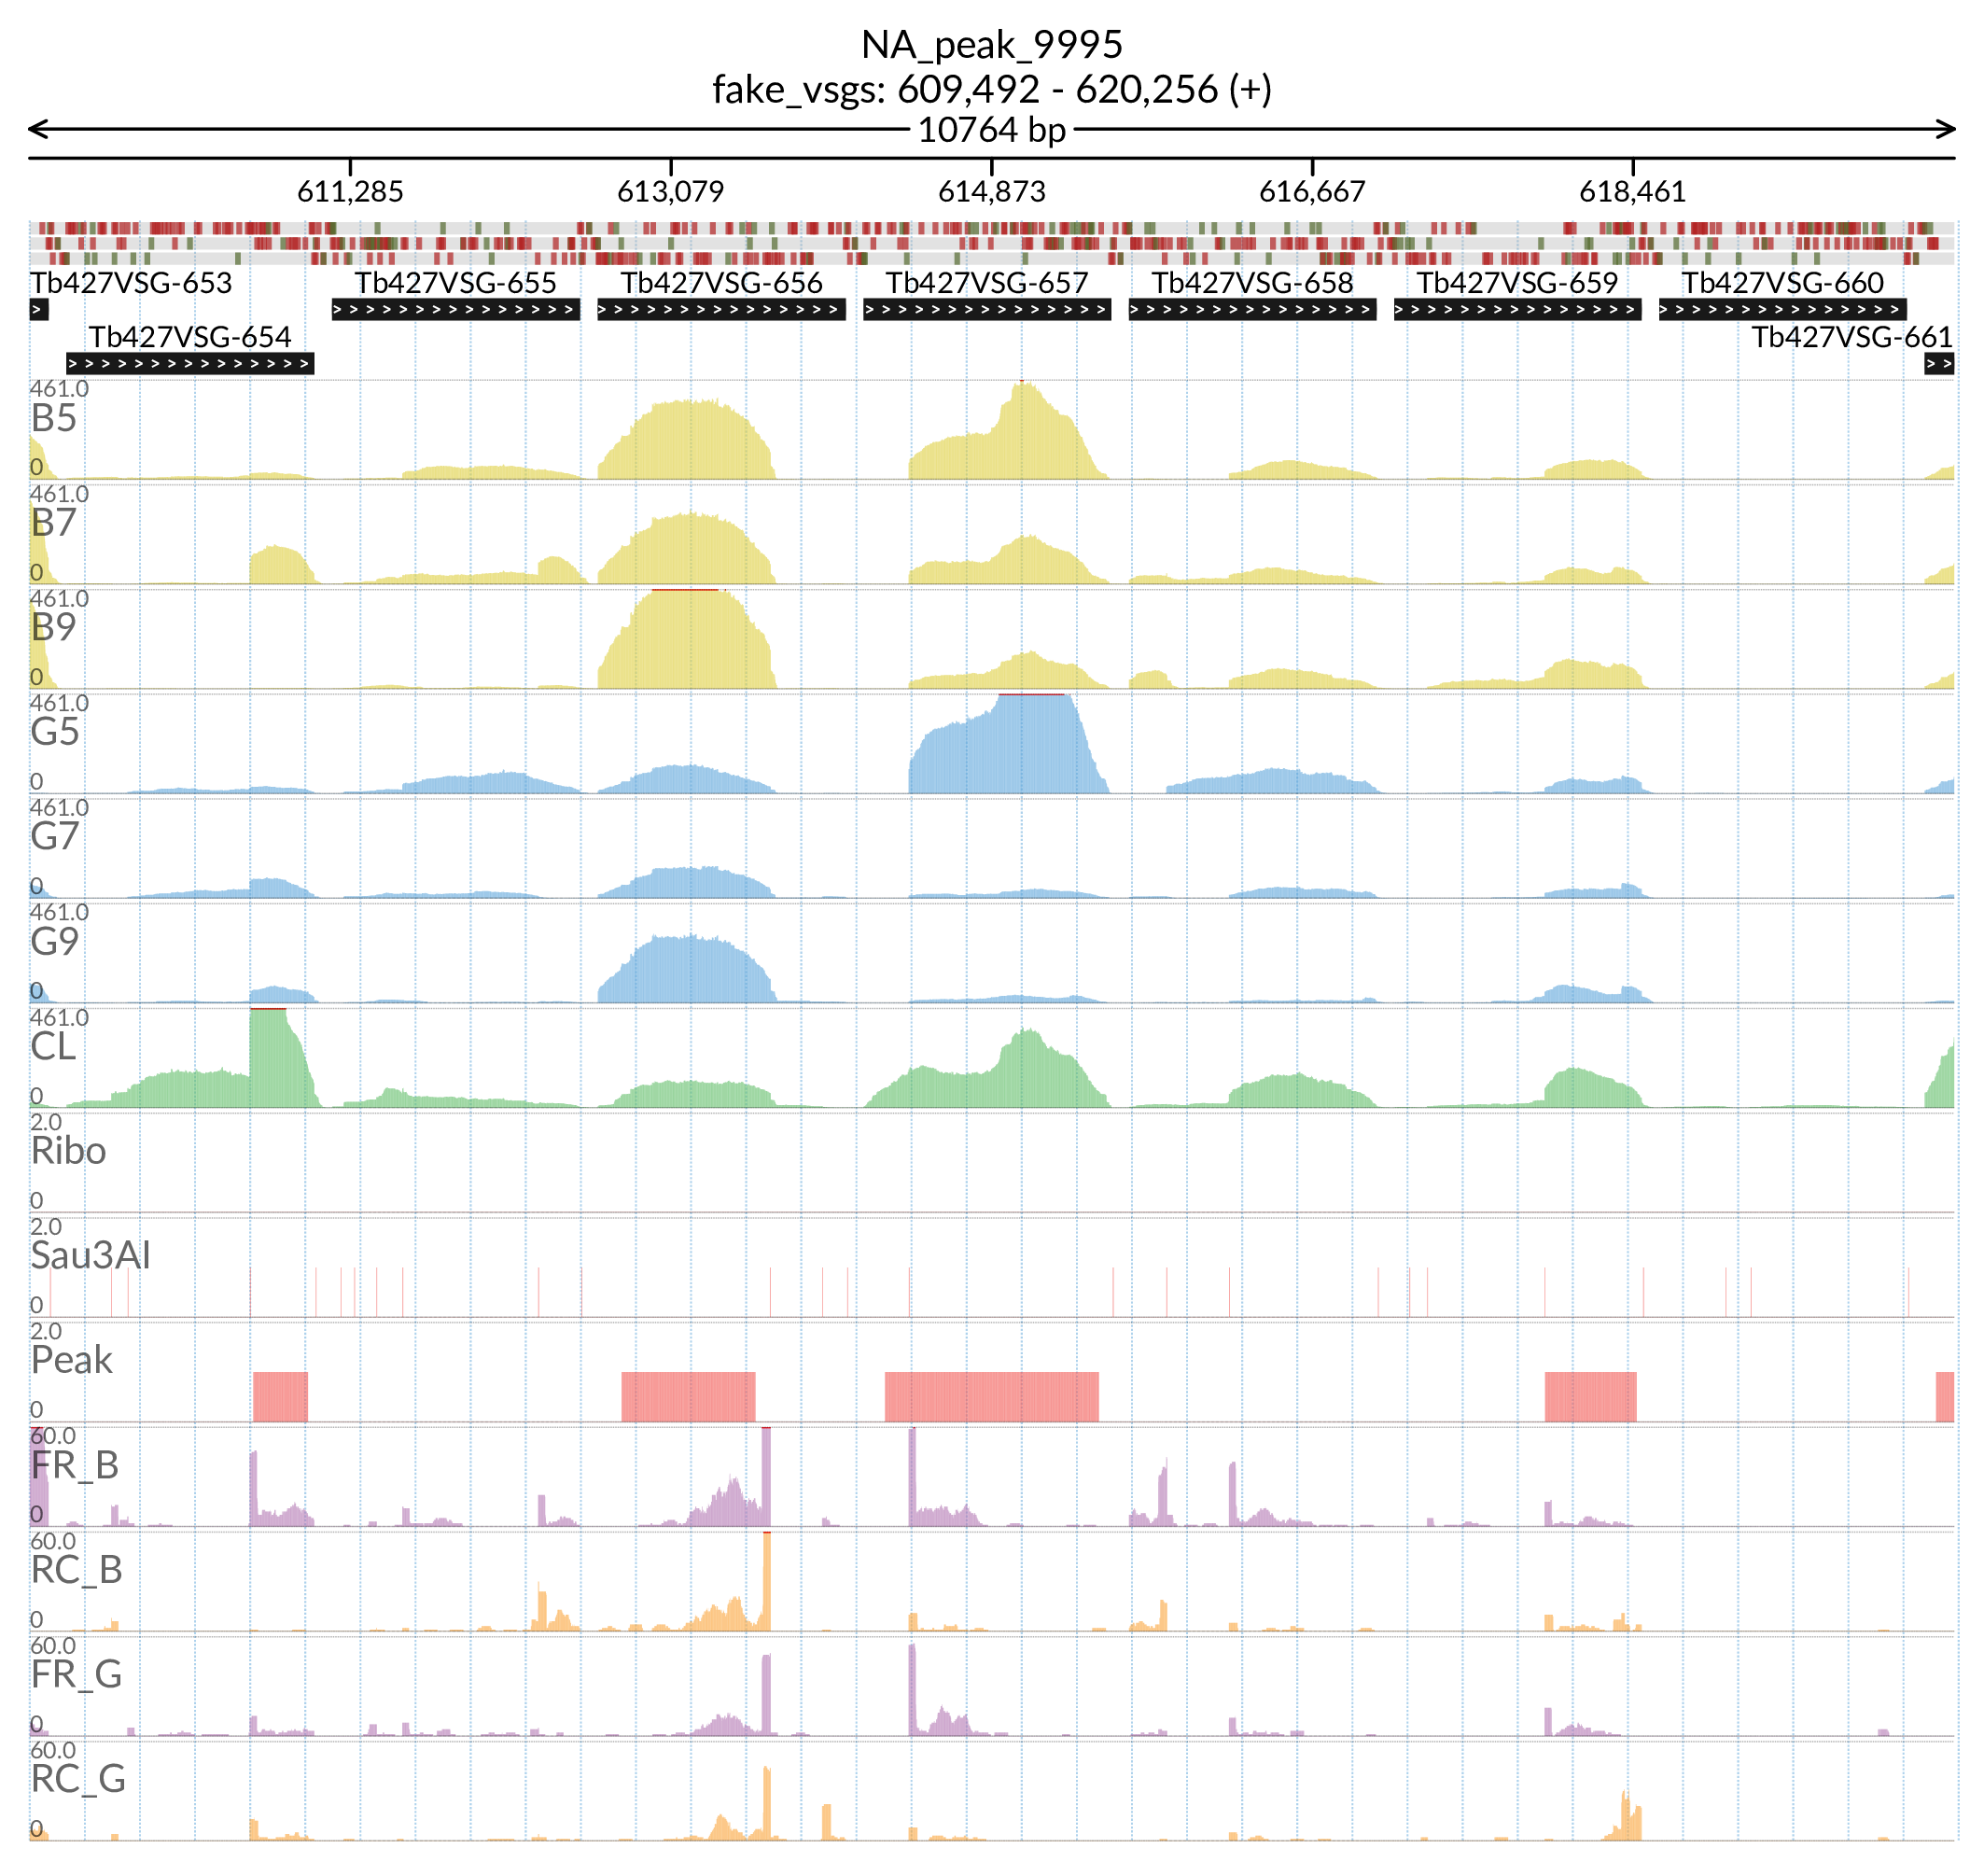 NA_peak_9995
fake_vsgs: 609,492 - 620,256 (+)
10764 bp
611,285 613,079 614,873 616,667 618,461
Tb427VSG-653 Tb427VSG-655 Tb427VSG-656 Tb427VSG-657 Tb427VSG-658 Tb427VSG-659 Tb427VSG-660
Tb427VSG-654 Tb427VSG-661
461.0
B5
0
461.0
B7
0
461.0
B9
0
461.0
G5
0
461.0
G7
0
461.0
G9
0
461.0
CL
0
2.0
Ribo
0
2.0
Sau3AI
0
2.0
Peak
0
60.0
FR_B
0
60.0
RC_B
0
60.0
FR_G
0
60.0
RC_G
0